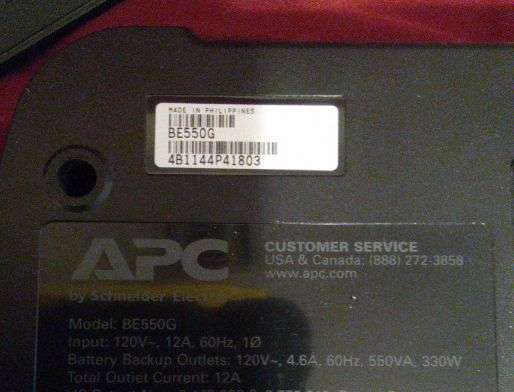 MADE IN PHILIPPINES
BE550G
4B1144P41803
APC
by Schneider Elect
CUSTOMER SERVICE
USA & Canada: (888) 272-3858
www.apc.com
Model: BE550G
Input: 120V~, 12A, 60Hz, 1Ø
Battery Backup Outlets: 120V~, 4.6A, 60Hz, 550VA, 330W
Total Outlet Current: 12A